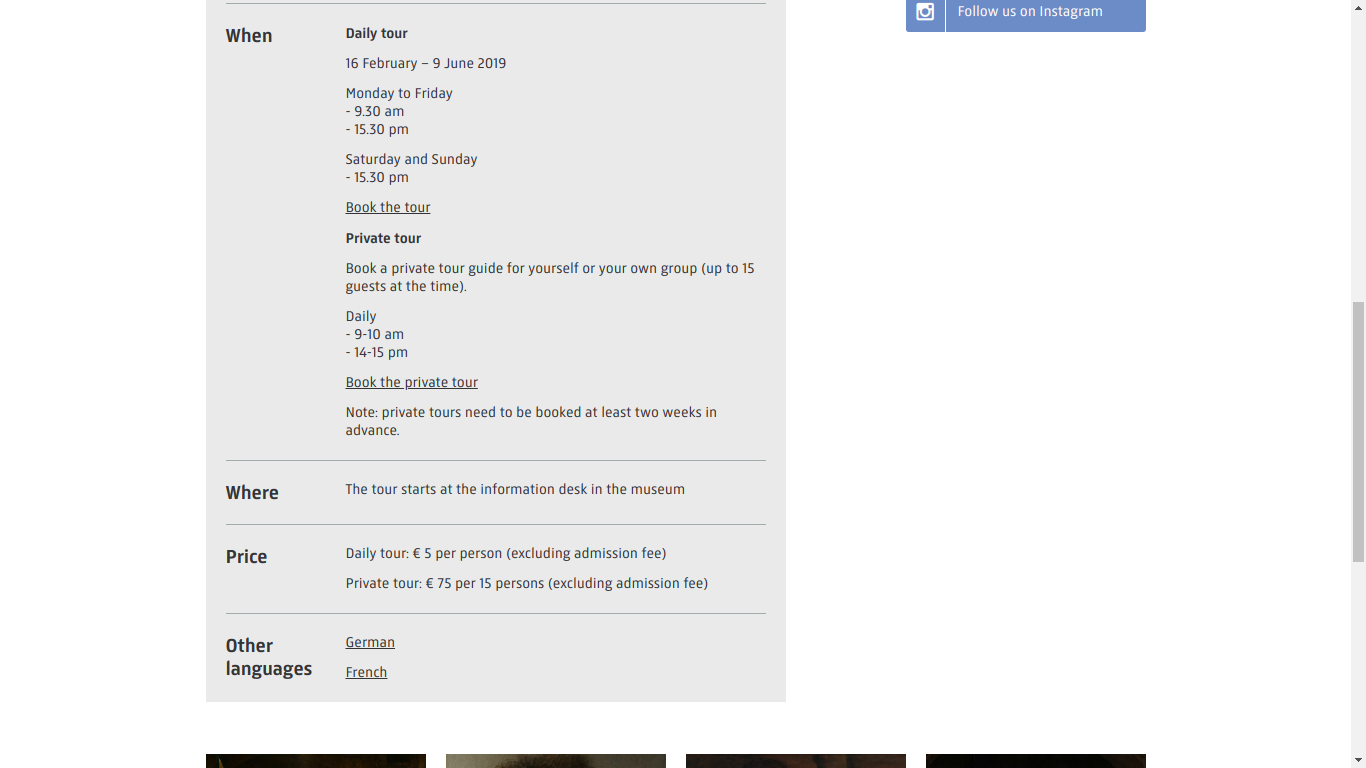 Follow us on Instagram
When
Daily tour
16 February – 9 June 2019
Monday to Friday
- 9.30 am
- 15.30 pm
Saturday and Sunday
- 15.30 pm
Book the tour
Private tour
Book a private tour guide for yourself or your own group (up to 15
guests at the time).
Daily
- 9-10 am
- 14-15 pm
Book the private tour
Note: private tours need to be booked at least two weeks in
advance.
Where
The tour starts at the information desk in the museum
Price
Daily tour: € 5 per person (excluding admission fee)
Private tour: € 75 per 15 persons (excluding admission fee)
Other
languages
German
French